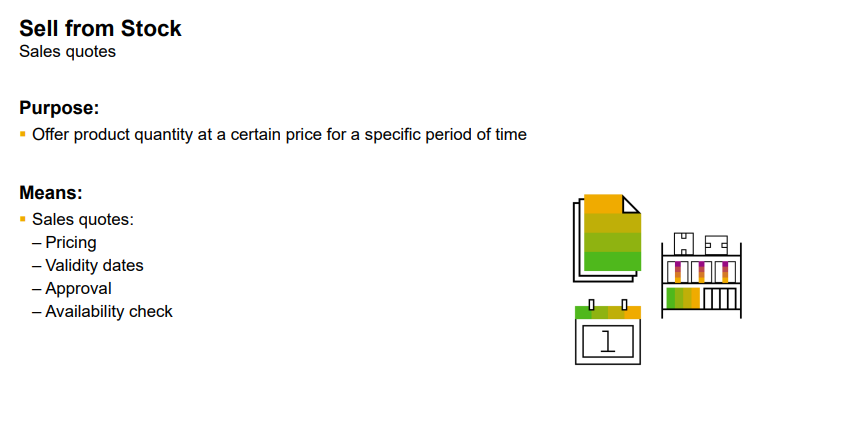 Sell from Stock
Sales quotes
Purpose:
▪ Offer product quantity at a certain price for a specific period of time
Means:
▪ Sales quotes:
– Pricing
– Validity dates
– Approval
– Availability check
1